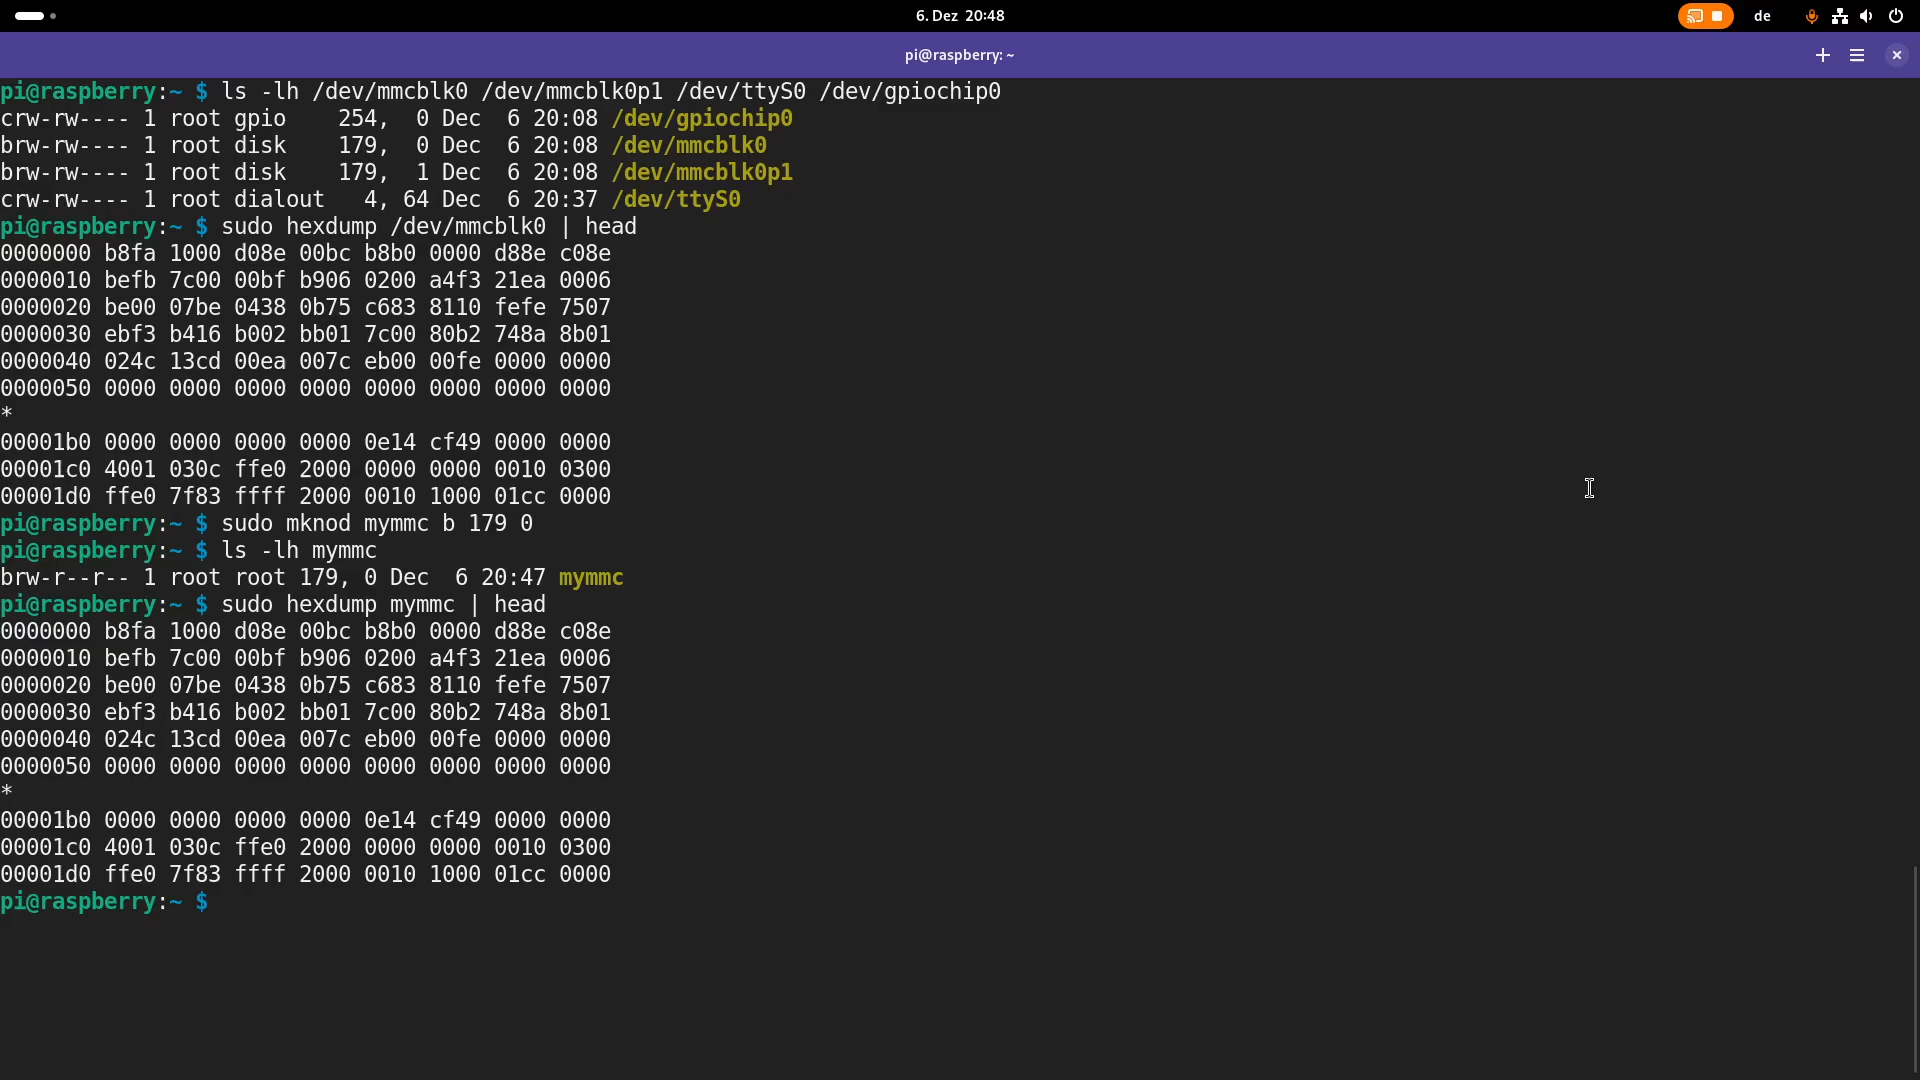 6. Dez 20:48
de
pi@raspberry: ~
pi@raspberry:~ $ ls -lh /dev/mmcblk0 /dev/mmcblk0p1 /dev/ttyS0 /dev/gpiochip0
crw-rw---- 1 root gpio    254,  0 Dec  6 20:08 /dev/gpiochip0
brw-rw---- 1 root disk    179,  0 Dec  6 20:08 /dev/mmcblk0
brw-rw---- 1 root disk    179,  1 Dec  6 20:08 /dev/mmcblk0p1
crw-rw---- 1 root dialout   4, 64 Dec  6 20:37 /dev/ttyS0
pi@raspberry:~ $ sudo hexdump /dev/mmcblk0 | head
0000000 b8fa 1000 d08e 00bc b8b0 0000 d88e c08e
0000010 befb 7c00 00bf b906 0200 a4f3 21ea 0006
0000020 be00 07be 0438 0b75 c683 8110 fefe 7507
0000030 ebf3 b416 b002 bb01 7c00 80b2 748a 8b01
0000040 024c 13cd 00ea 007c eb00 00fe 0000 0000
0000050 0000 0000 0000 0000 0000 0000 0000 0000
*
00001b0 0000 0000 0000 0000 0e14 cf49 0000 0000
00001c0 4001 030c ffe0 2000 0000 0000 0010 0300
00001d0 ffe0 7f83 ffff 2000 0010 1000 01cc 0000
pi@raspberry:~ $ sudo mknod mymmc b 179 0
pi@raspberry:~ $ ls -lh mymmc
brw-r--r-- 1 root root 179, 0 Dec  6 20:47 mymmc
pi@raspberry:~ $ sudo hexdump mymmc | head
0000000 b8fa 1000 d08e 00bc b8b0 0000 d88e c08e
0000010 befb 7c00 00bf b906 0200 a4f3 21ea 0006
0000020 be00 07be 0438 0b75 c683 8110 fefe 7507
0000030 ebf3 b416 b002 bb01 7c00 80b2 748a 8b01
0000040 024c 13cd 00ea 007c eb00 00fe 0000 0000
0000050 0000 0000 0000 0000 0000 0000 0000 0000
*
00001b0 0000 0000 0000 0000 0e14 cf49 0000 0000
00001c0 4001 030c ffe0 2000 0000 0000 0010 0300
00001d0 ffe0 7f83 ffff 2000 0010 1000 01cc 0000
pi@raspberry:~ $